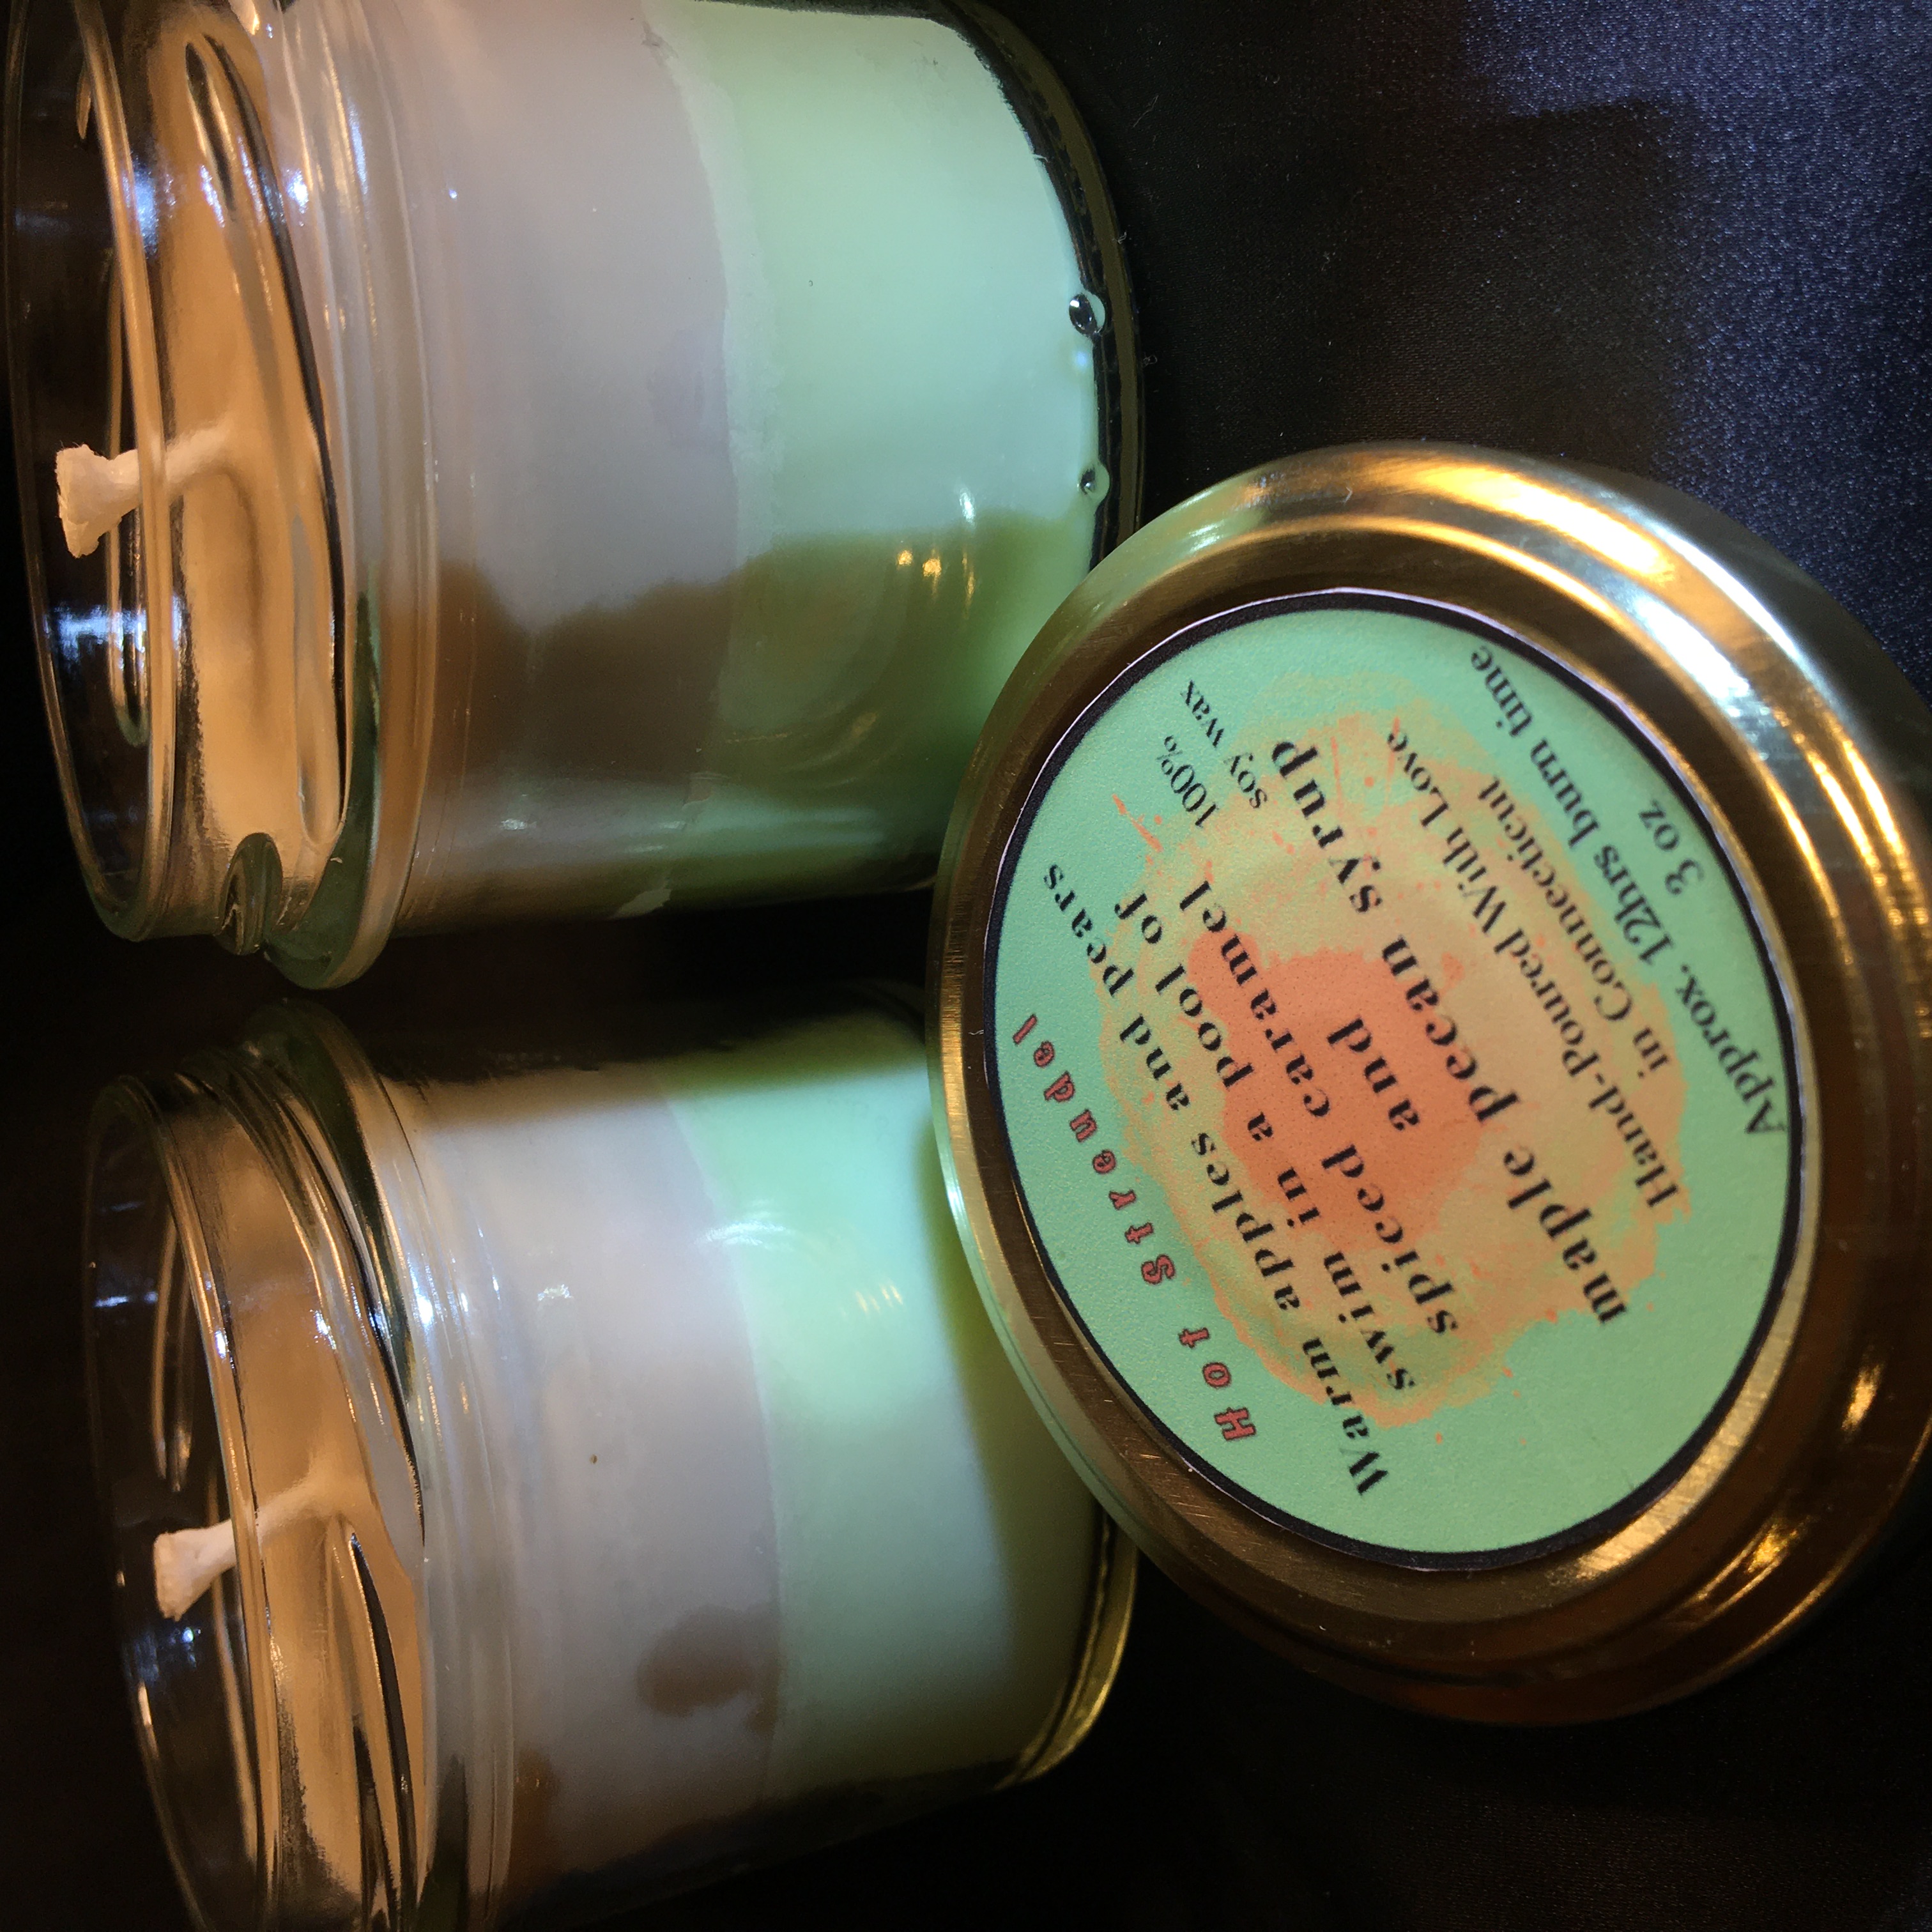 Hot Streudel
Warm apples and pears
swim in a pool of
spiced caramel
and
maple pecan syrup
100%
soy wax
Hand-Poured With Love
in Connecticut
Approx. 12hrs burn time
3 oz